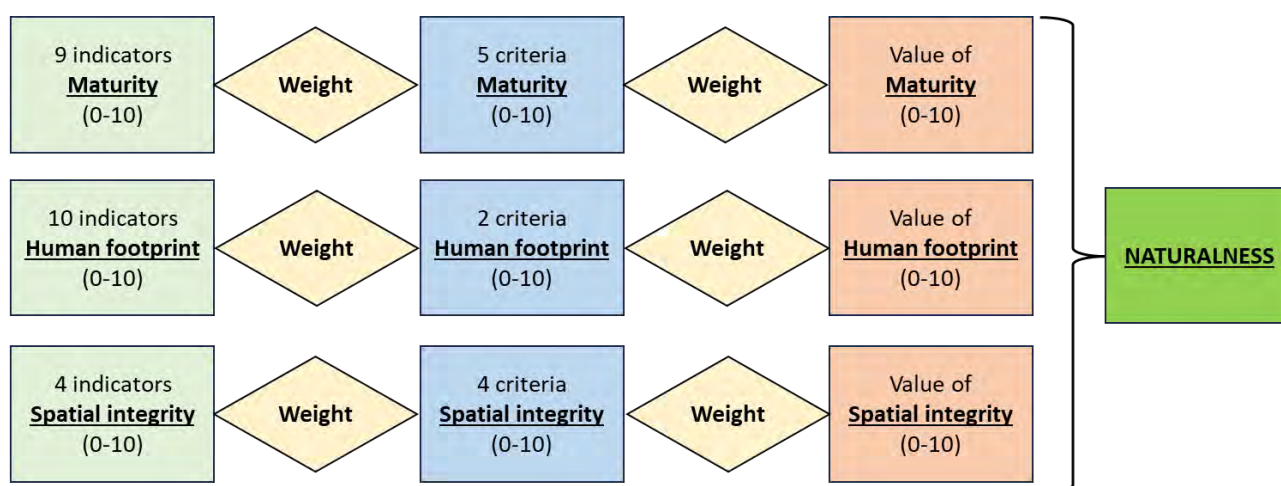 9 indicators
Maturity
(0-10)
Weight
5 criteria
Maturity
(0-10)
Weight
Value of
Maturity
(0-10)
10 indicators
Human footprint
(0-10)
Weight
2 criteria
Human footprint
(0-10)
Weight
Value of
Human footprint
(0-10)
NATURALNESS
4 indicators
Spatial integrity
(0-10)
Weight
4 criteria
Spatial integrity
(0-10)
Weight
Value of
Spatial integrity
(0-10)